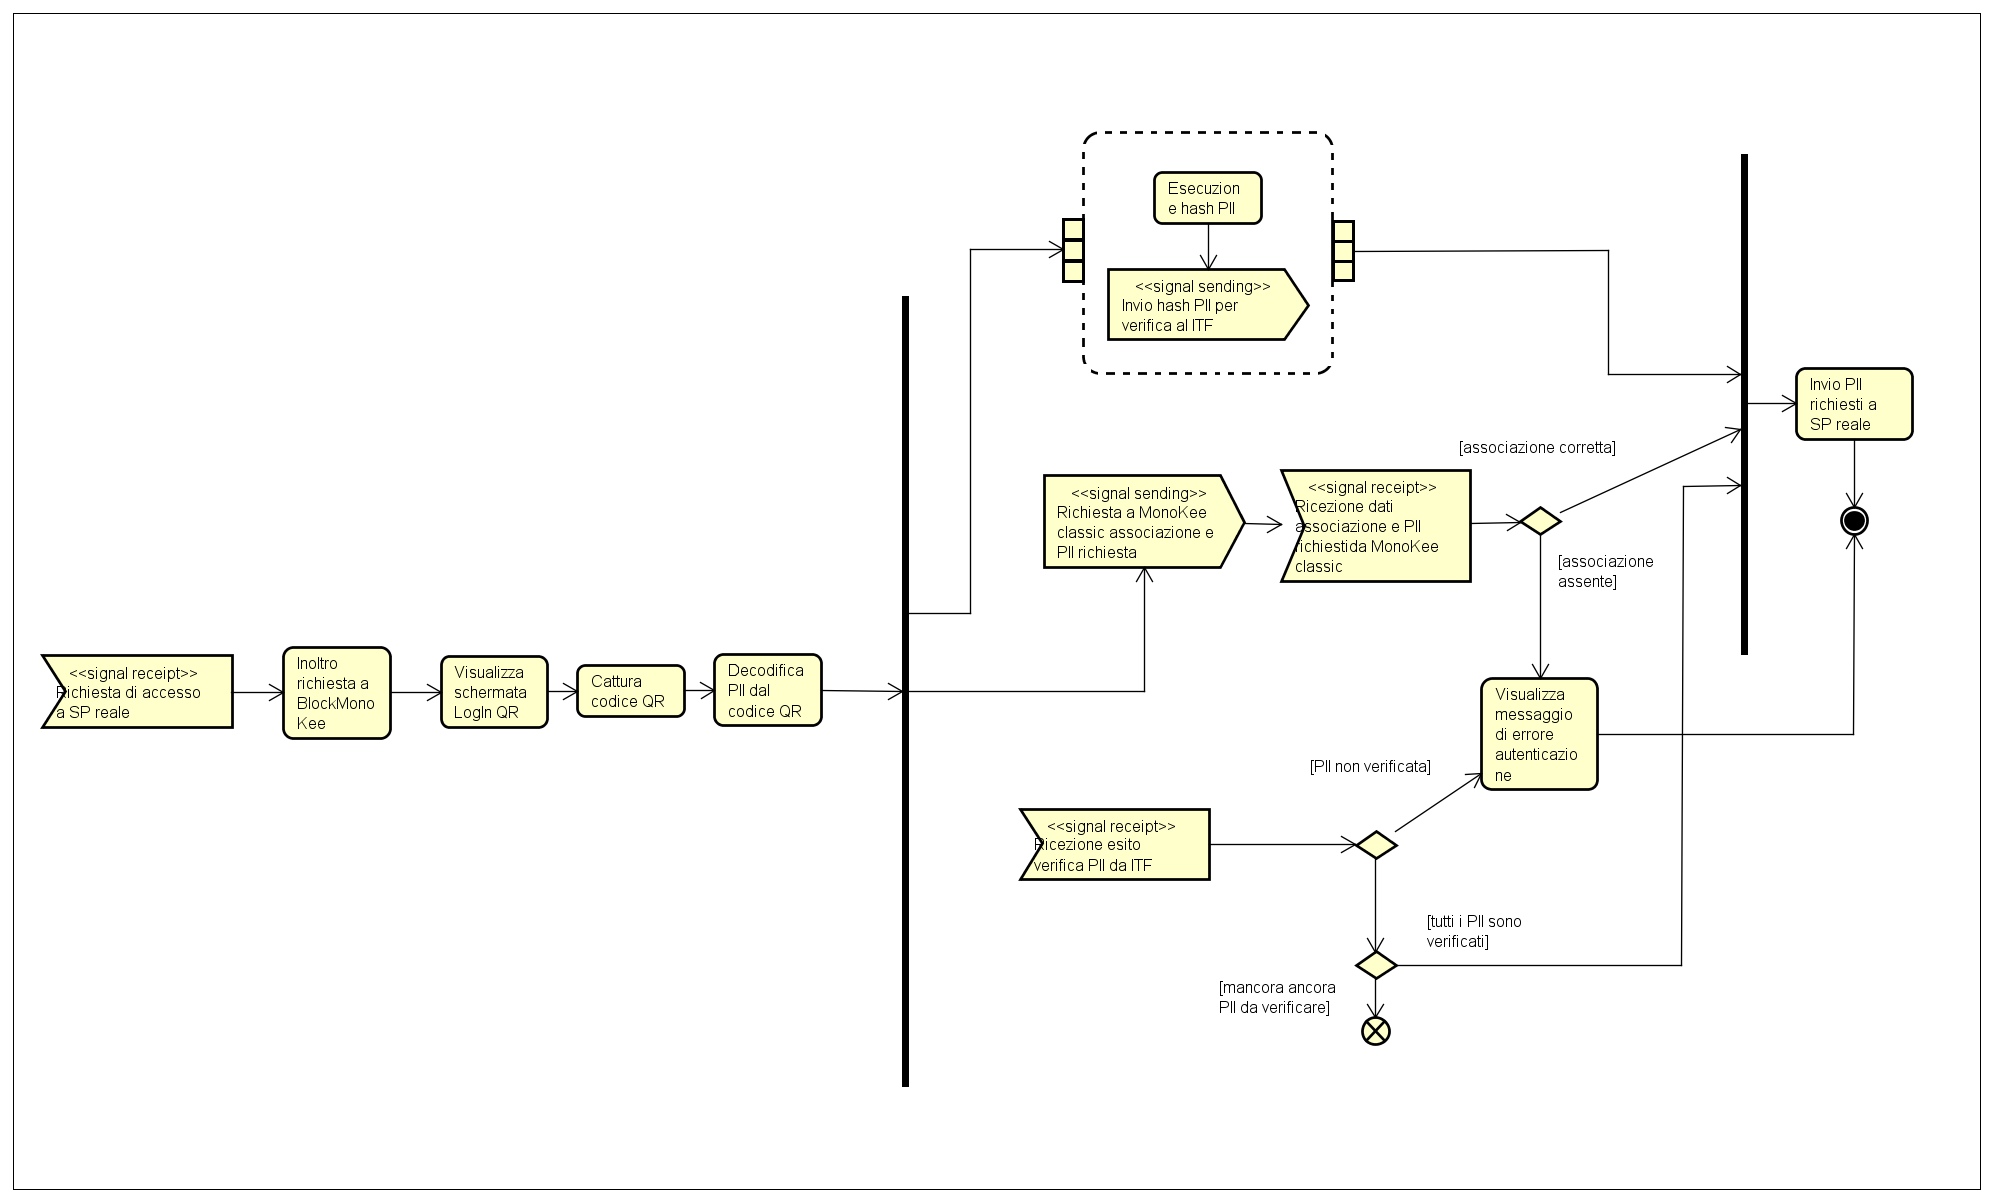 <<signal receipt>>
Richiesta di accesso
a SP reale
Inoltro
richiesta a
BlockMono
Kee
Visualizza
schermata
LogIn QR
Cattura
codice QR
Decodifica
PII dal
codice QR
Esecuzion
e hash PII
<<signal sending>>
Invio hash PII per
verifica al ITF
<<signal sending>>
Richiesta a MonoKee
classic associazione e
PII richiesta
<<signal receipt>>
Ricezione dati
associazione e PII
richiestida MonoKee
classic
[associazione corretta]
[associazione
assente]
Invio PII
richiesti a
SP reale
Visualizza
messaggio
di errore
autenticazio
ne
[PII non verificata]
<<signal receipt>>
Ricezione esito
verifica PII da ITF
[tutti i PII sono
verificati]
[mancora ancora
PII da verificare]